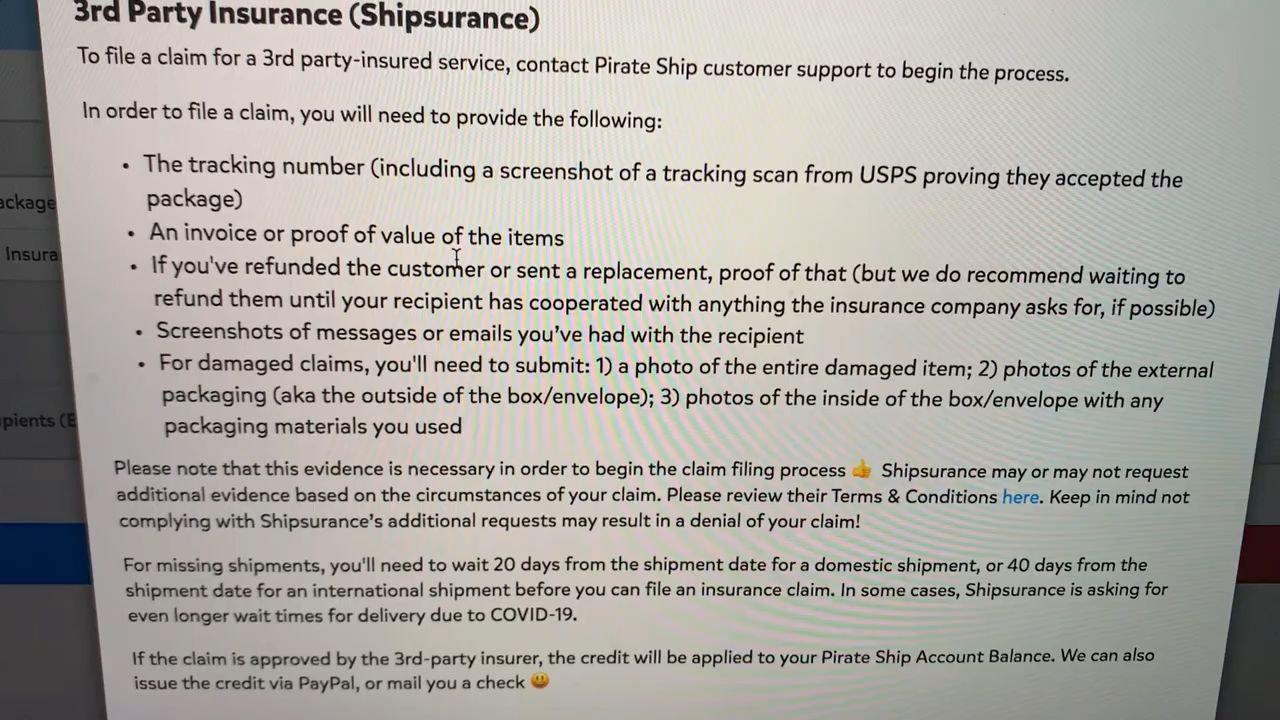 3rd Party Insurance (Shipsurance)
To file a claim for a 3rd party-insured service, contact Pirate Ship customer support to begin the process.
In order to file a claim, you will need to provide the following:
• The tracking number (including a screenshot of a tracking scan from USPS proving they accepted the
package)
• An invoice or proof of value of the items
• If you've refunded the customer or sent a replacement, proof of that (but we do recommend waiting to
refund them until your recipient has cooperated with anything the insurance company asks for, if possible)
• Screenshots of messages or emails you've had with the recipient
• For damaged claims, you'll need to submit: 1) a photo of the entire damaged item; 2) photos of the external
packaging (aka the outside of the box/envelope); 3) photos of the inside of the box/envelope with any
packaging materials you used
Please note that this evidence is necessary in order to begin the claim filing process 👍 Shipsurance may or may not request
additional evidence based on the circumstances of your claim. Please review their Terms & Conditions here. Keep in mind not
complying with Shipsurance's additional requests may result in a denial of your claim!
For missing shipments, you'll need to wait 20 days from the shipment date for a domestic shipment, or 40 days from the
shipment date for an international shipment before you can file an insurance claim. In some cases, Shipsurance is asking for
even longer wait times for delivery due to COVID-19.
If the claim is approved by the 3rd-party insurer, the credit will be applied to your Pirate Ship Account Balance. We can also
issue the credit via PayPal, or mail you a check 😃
ackage
Insura
pients (E